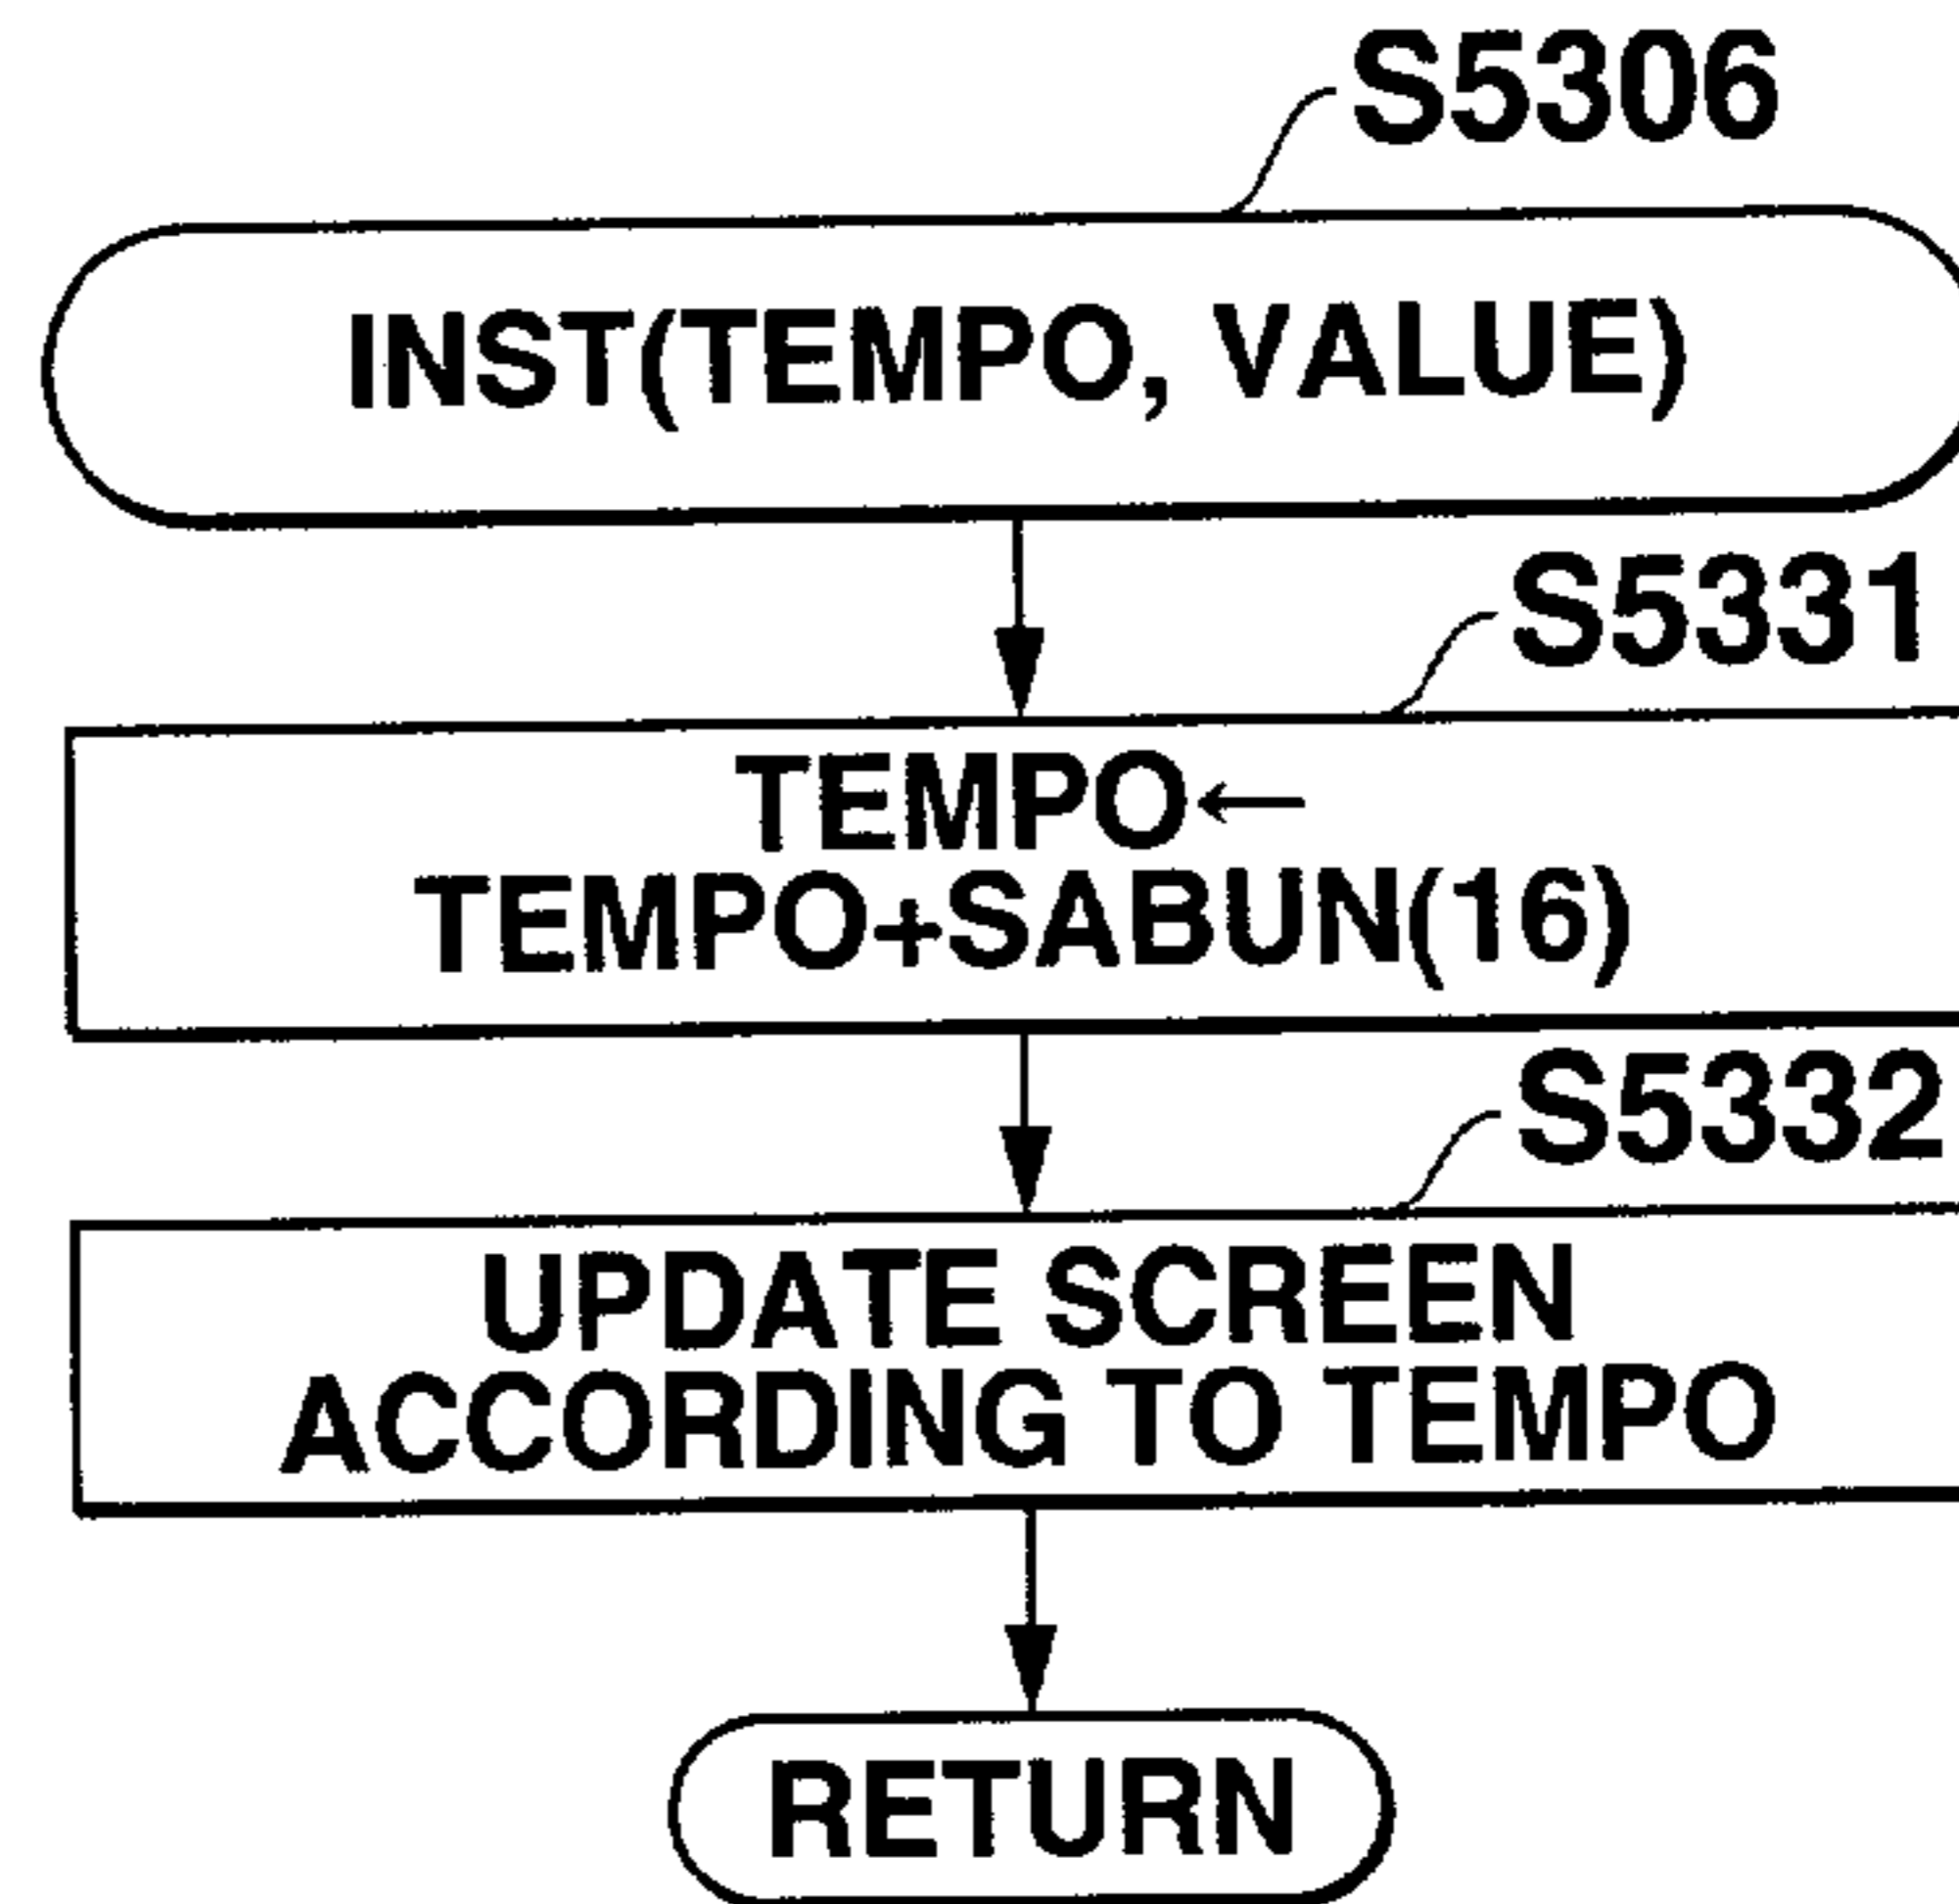 S5306
INST(TEMPO, VALUE)
S5331
TEMPO←
TEMPO+SABUN(16)
S5332
UPDATE SCREEN
ACCORDING TO TEMPO
RETURN